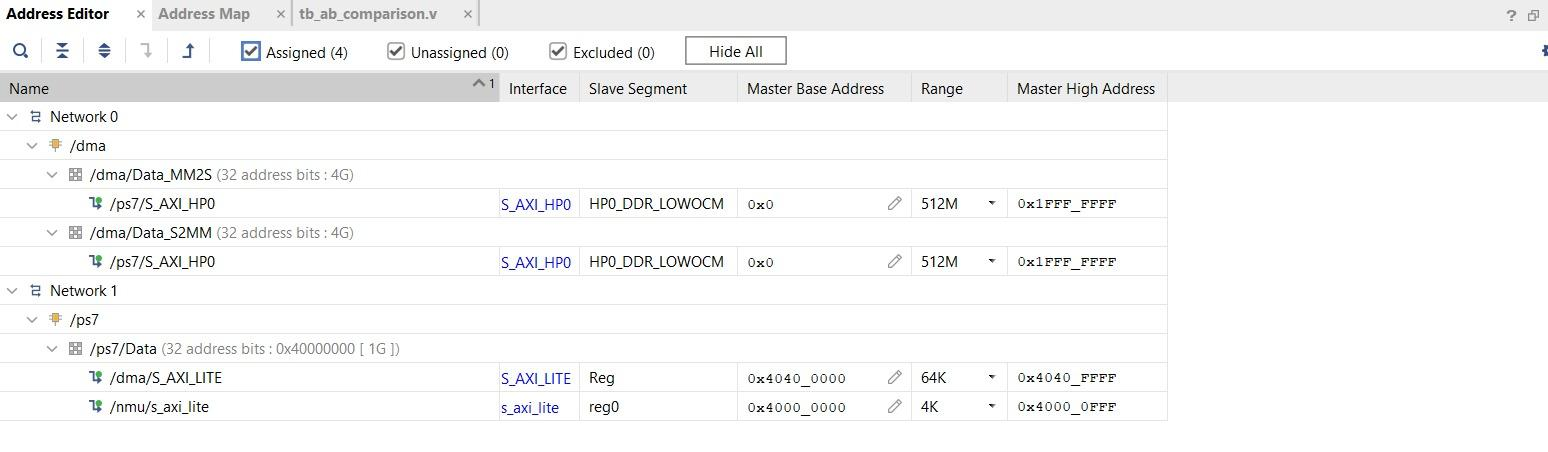 Address Editor × Address Map × tb_ab_comparison.v ×
Assigned (4) Unassigned (0) Excluded (0) Hide All
Name 1 Interface Slave Segment Master Base Address Range Master High Address
Network 0
/dma
/dma/Data_MM2S (32 address bits : 4G)
/ps7/S_AXI_HP0 S_AXI_HP0 HP0_DDR_LOWOCM 0x0 512M 0x1FFF_FFFF
/dma/Data_S2MM (32 address bits : 4G)
/ps7/S_AXI_HP0 S_AXI_HP0 HP0_DDR_LOWOCM 0x0 512M 0x1FFF_FFFF
Network 1
/ps7
/ps7/Data (32 address bits : 0x40000000 [ 1G ])
/dma/S_AXI_LITE S_AXI_LITE Reg 0x4040_0000 64K 0x4040_FFFF
/nmu/s_axi_lite s_axi_lite reg0 0x4000_0000 4K 0x4000_0FFF